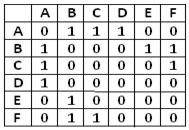 A B C D E F
A 0 1 1 1 0 0
B 1 0 0 0 1 1
C 1 0 0 0 0 1
D 1 0 0 0 0 0
E 0 1 0 0 0 0
F 0 1 1 0 0 0